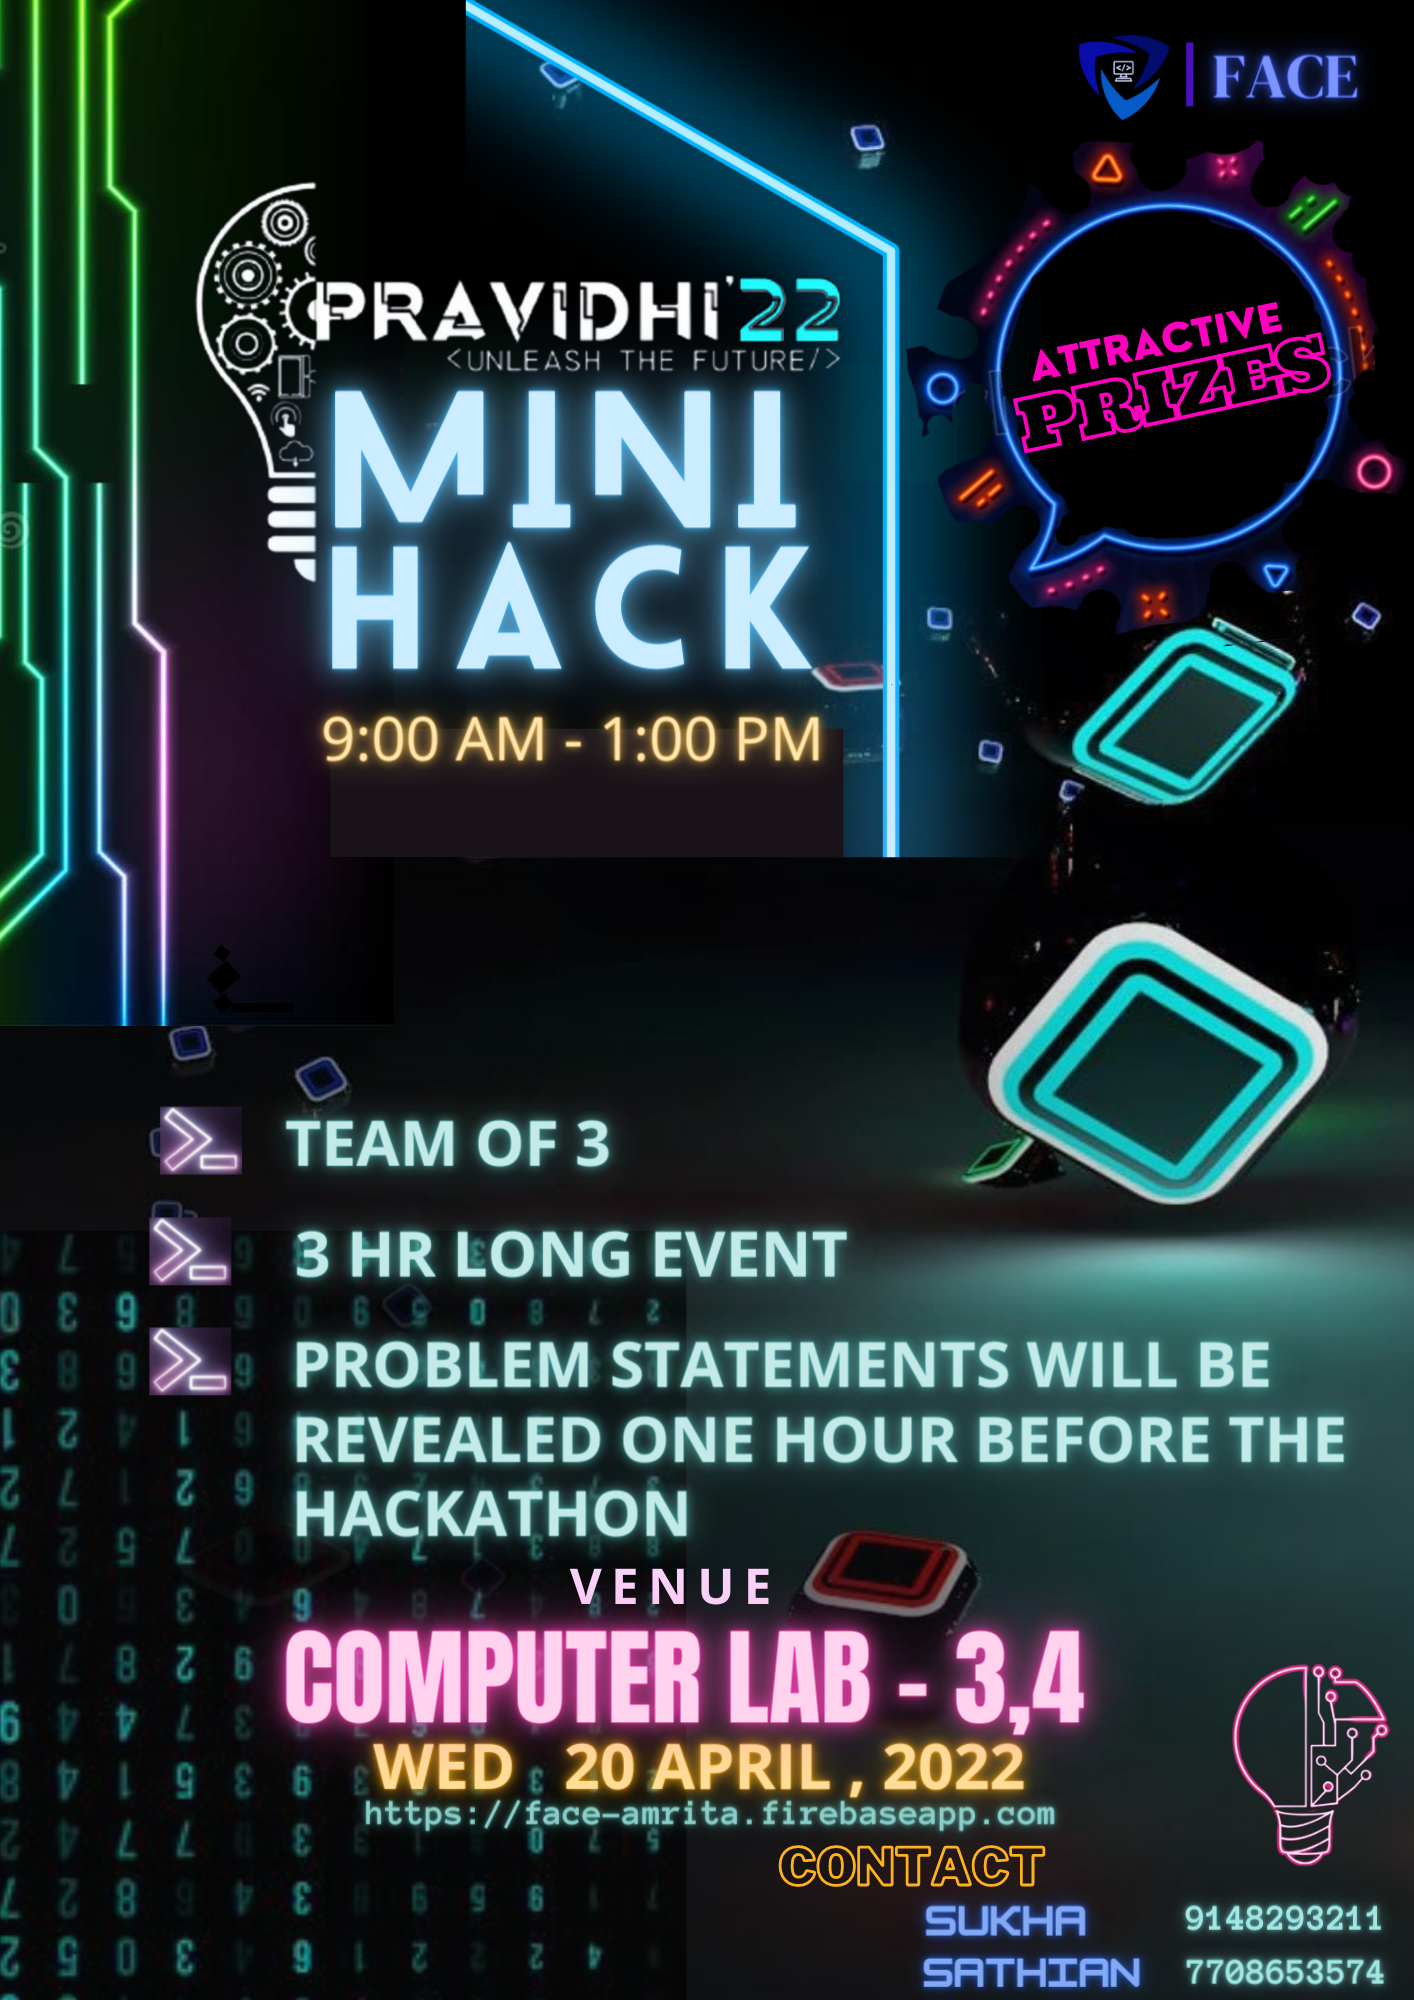 FACE
ATTRACTIVE
PRIZES
PRAVIDHI'22
<UNLEASH THE FUTURE/>
MINI
HACK
9:00 AM - 1:00 PM
TEAM OF 3
3 HR LONG EVENT
PROBLEM STATEMENTS WILL BE
REVEALED ONE HOUR BEFORE THE
HACKATHON
VENUE
COMPUTER LAB - 3,4
WED 20 APRIL , 2022
https://face-amrita.firebaseapp.com
CONTACT
SUKHA 9148293211
SATHIAN 7708653574